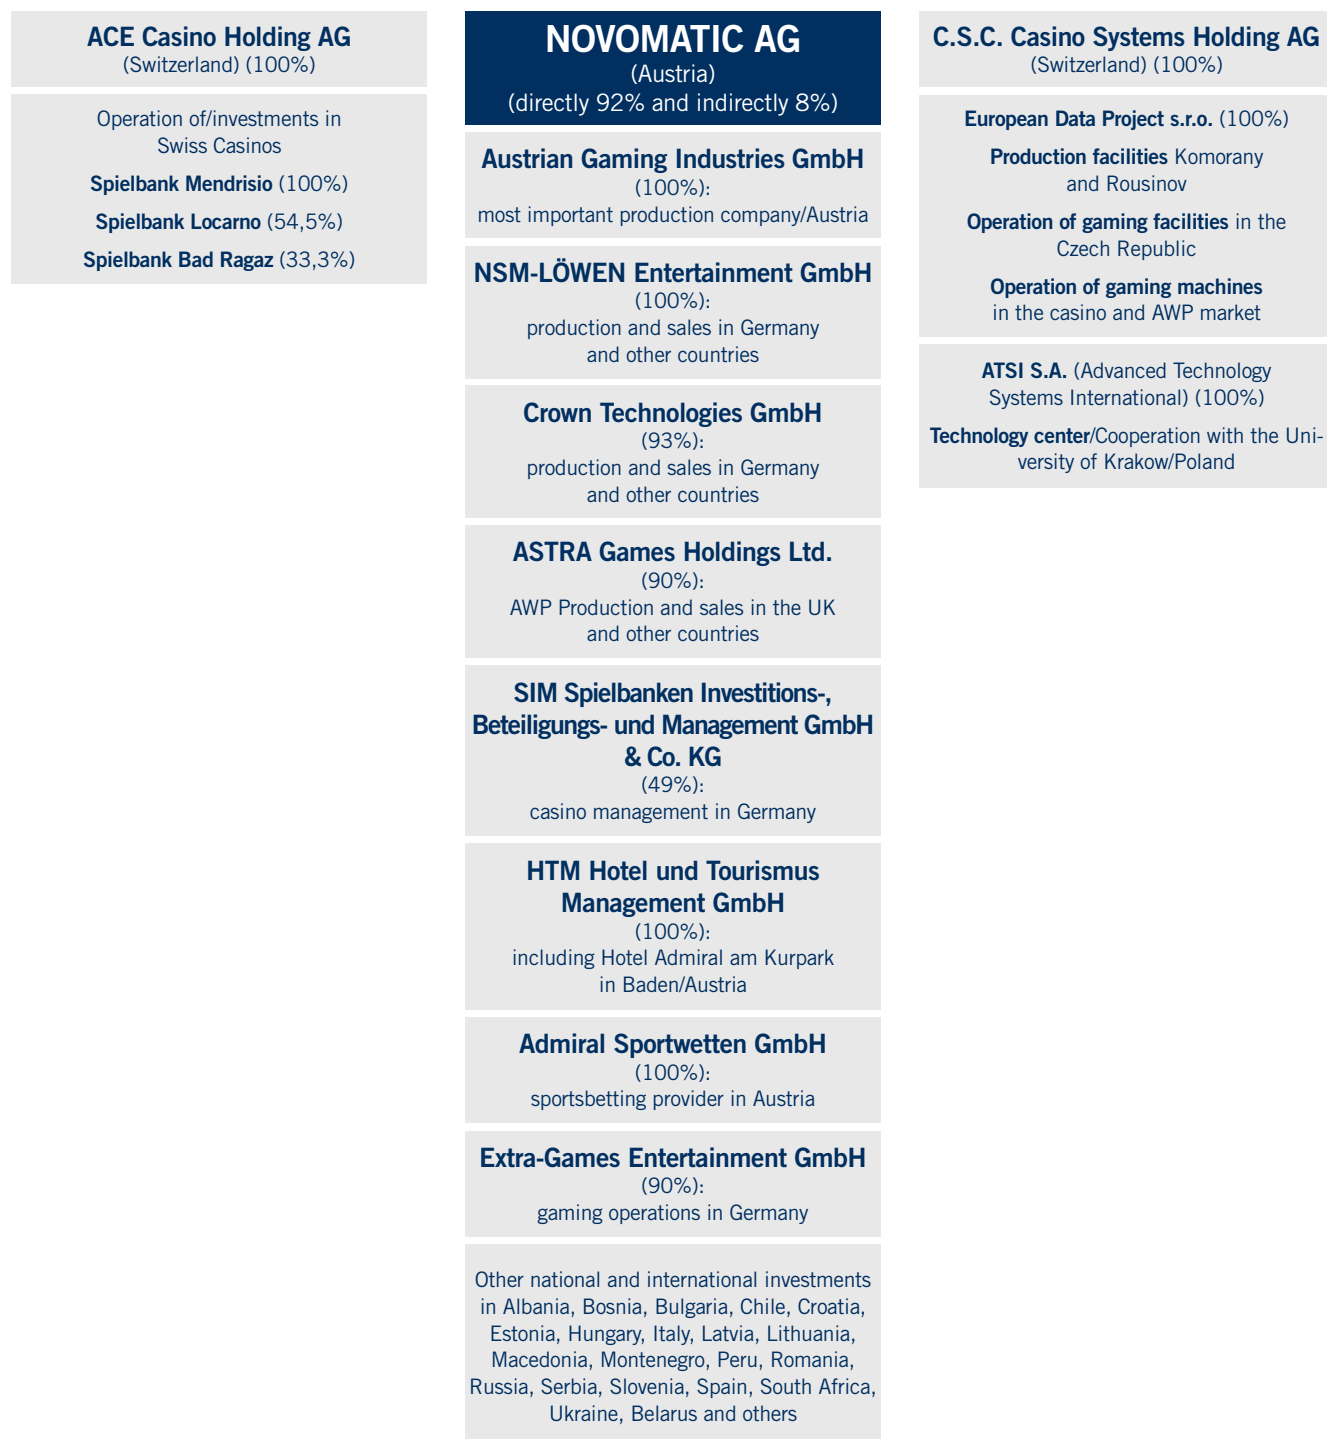 ACE Casino Holding AG
(Switzerland) (100%)
Operation of/investments in
Swiss Casinos
Spielbank Mendrisio (100%)
Spielbank Locarno (54,5%)
Spielbank Bad Ragaz (33,3%)
NOVOMATIC AG
(Austria)
(directly 92% and indirectly 8%)
Austrian Gaming Industries GmbH
(100%):
most important production company/Austria
NSM-LÖWEN Entertainment GmbH
(100%):
production and sales in Germany
and other countries
Crown Technologies GmbH
(93%):
production and sales in Germany
and other countries
ASTRA Games Holdings Ltd.
(90%):
AWP Production and sales in the UK
and other countries
SIM Spielbanken Investitions-,
Beteiligungs- und Management GmbH
& Co. KG
(49%):
casino management in Germany
HTM Hotel und Tourismus
Management GmbH
(100%):
including Hotel Admiral am Kurpark
in Baden/Austria
Admiral Sportwetten GmbH
(100%):
sportsbetting provider in Austria
Extra-Games Entertainment GmbH
(90%):
gaming operations in Germany
Other national and international investments
in Albania, Bosnia, Bulgaria, Chile, Croatia,
Estonia, Hungary, Italy, Latvia, Lithuania,
Macedonia, Montenegro, Peru, Romania,
Russia, Serbia, Slovenia, Spain, South Africa,
Ukraine, Belarus and others
C.S.C. Casino Systems Holding AG
(Switzerland) (100%)
European Data Project s.r.o. (100%)
Production facilities Komorany
and Rousinov
Operation of gaming facilities in the
Czech Republic
Operation of gaming machines
in the casino and AWP market
ATSI S.A. (Advanced Technology
Systems International) (100%)
Technology center/Cooperation with the Uni-
versity of Krakow/Poland